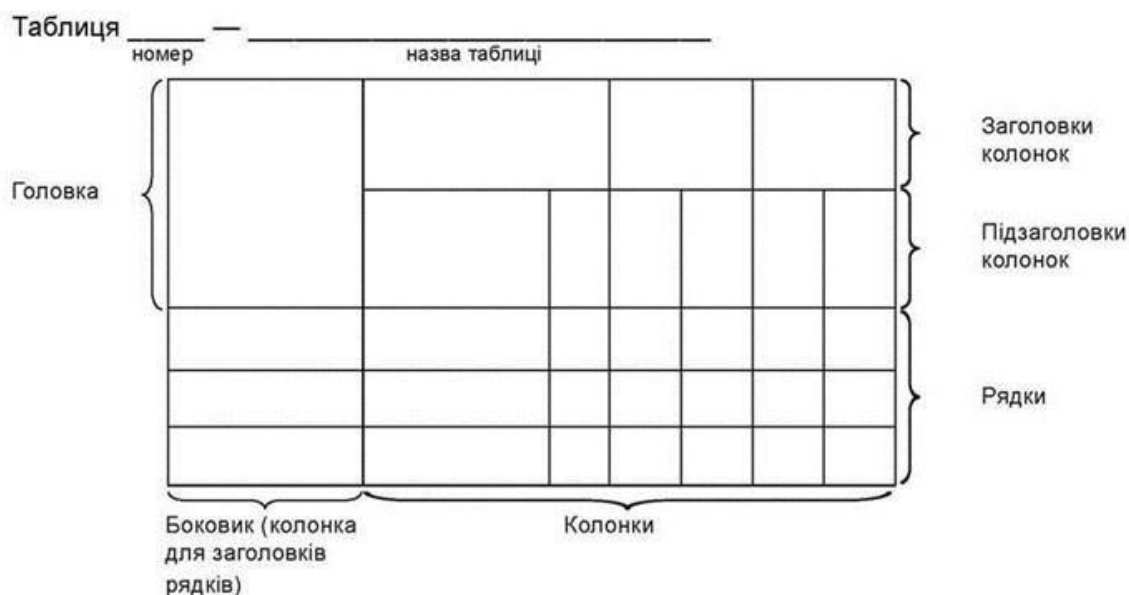 Таблиця _____ — ______________________________
номер назва таблиці
Заголовки
колонок
Головка
Підзаголовки
колонок
Рядки
Боковик (колонка
для заголовків
рядків)
Колонки